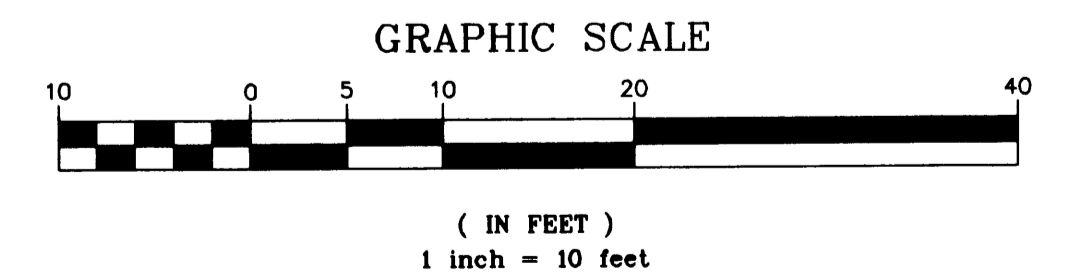 GRAPHIC SCALE
10 0 5 10 20 40
( IN FEET )
1 inch = 10 feet